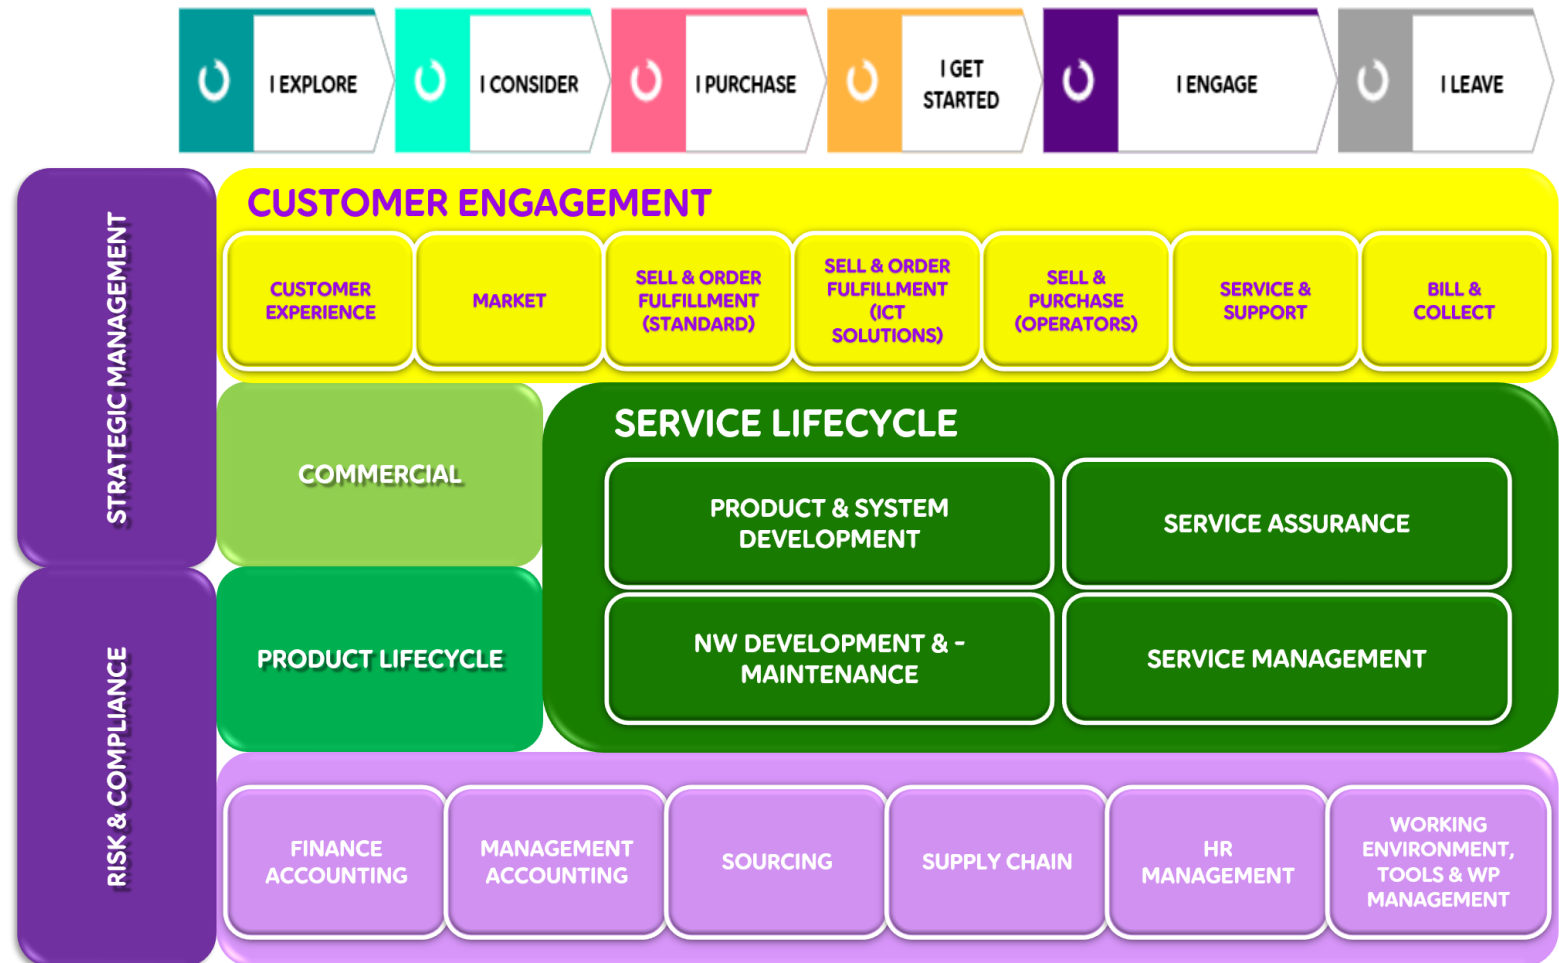 I EXPLORE
I CONSIDER
I PURCHASE
I GET
STARTED
I ENGAGE
I LEAVE
STRATEGIC MANAGEMENT
CUSTOMER ENGAGEMENT
CUSTOMER
EXPERIENCE
MARKET
SELL & ORDER
FULFILLMENT
(STANDARD)
SELL & ORDER
FULFILLMENT
(ICT
SOLUTIONS)
SELL &
PURCHASE
(OPERATORS)
SERVICE &
SUPPORT
BILL &
COLLECT
COMMERCIAL
SERVICE LIFECYCLE
PRODUCT & SYSTEM
DEVELOPMENT
SERVICE ASSURANCE
RISK & COMPLIANCE
PRODUCT LIFECYCLE
NW DEVELOPMENT & -
MAINTENANCE
SERVICE MANAGEMENT
FINANCE
ACCOUNTING
MANAGEMENT
ACCOUNTING
SOURCING
SUPPLY CHAIN
HR
MANAGEMENT
WORKING
ENVIRONMENT,
TOOLS & WP
MANAGEMENT